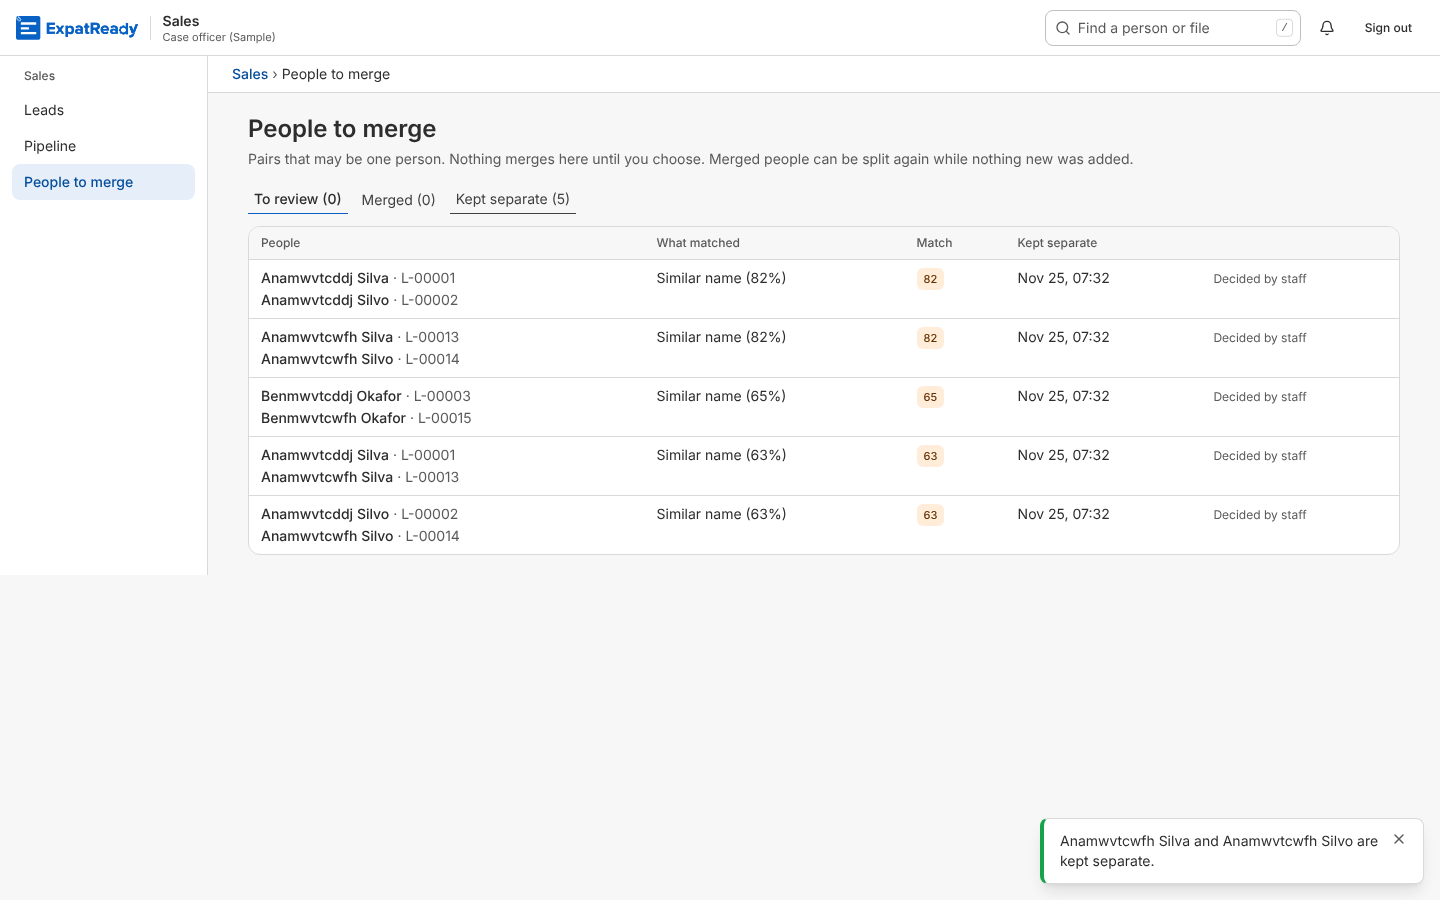 ExpatReady
Sales
Case officer (Sample)
Find a person or file
/
Sign out
Sales
Leads
Pipeline
People to merge
Sales › People to merge
People to merge
Pairs that may be one person. Nothing merges here until you choose. Merged people can be split again while nothing new was added.
To review (0) Merged (0) Kept separate (5)
People What matched Match Kept separate
Anamwvtcddj Silva · L-00001 Similar name (82%) 82 Nov 25, 07:32 Decided by staff
Anamwvtcddj Silvo · L-00002
Anamwvtcwfh Silva · L-00013 Similar name (82%) 82 Nov 25, 07:32 Decided by staff
Anamwvtcwfh Silvo · L-00014
Benmwvtcddj Okafor · L-00003 Similar name (65%) 65 Nov 25, 07:32 Decided by staff
Benmwvtcwfh Okafor · L-00015
Anamwvtcddj Silva · L-00001 Similar name (63%) 63 Nov 25, 07:32 Decided by staff
Anamwvtcwfh Silva · L-00013
Anamwvtcddj Silvo · L-00002 Similar name (63%) 63 Nov 25, 07:32 Decided by staff
Anamwvtcwfh Silvo · L-00014
Anamwvtcwfh Silva and Anamwvtcwfh Silvo are
kept separate.